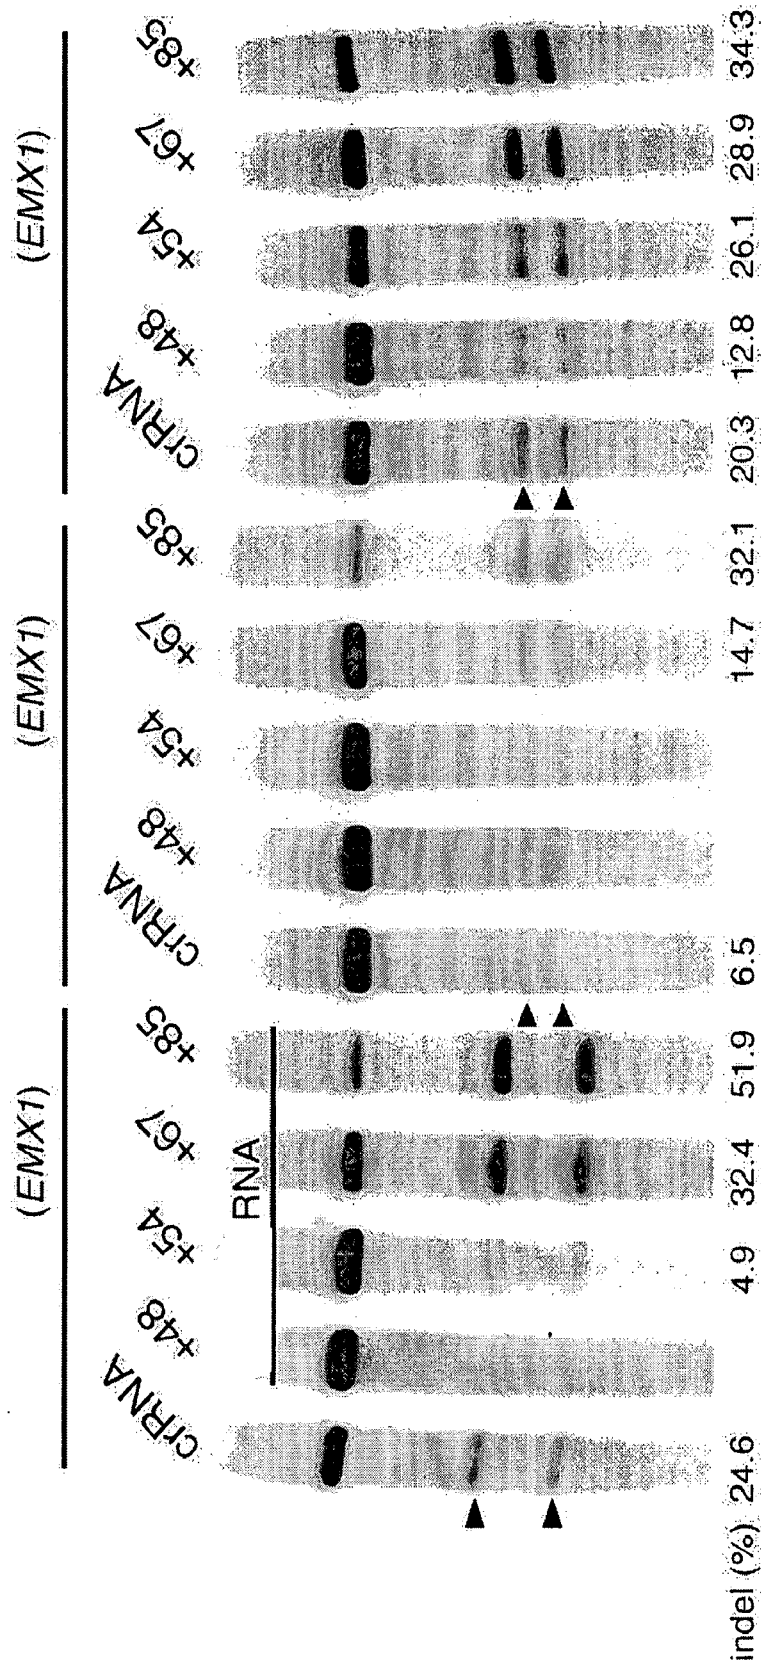 (EMX1) (EMX1) (EMX1)
crRNA +48 +54 +67 +85 crRNA +48 +54 +67 +85 crRNA +48 +54 +67 +85
RNA
indel (%) 24.6 4.9 32.4 51.9 6.5 14.7 32.1 20.3 12.8 26.1 28.9 34.3